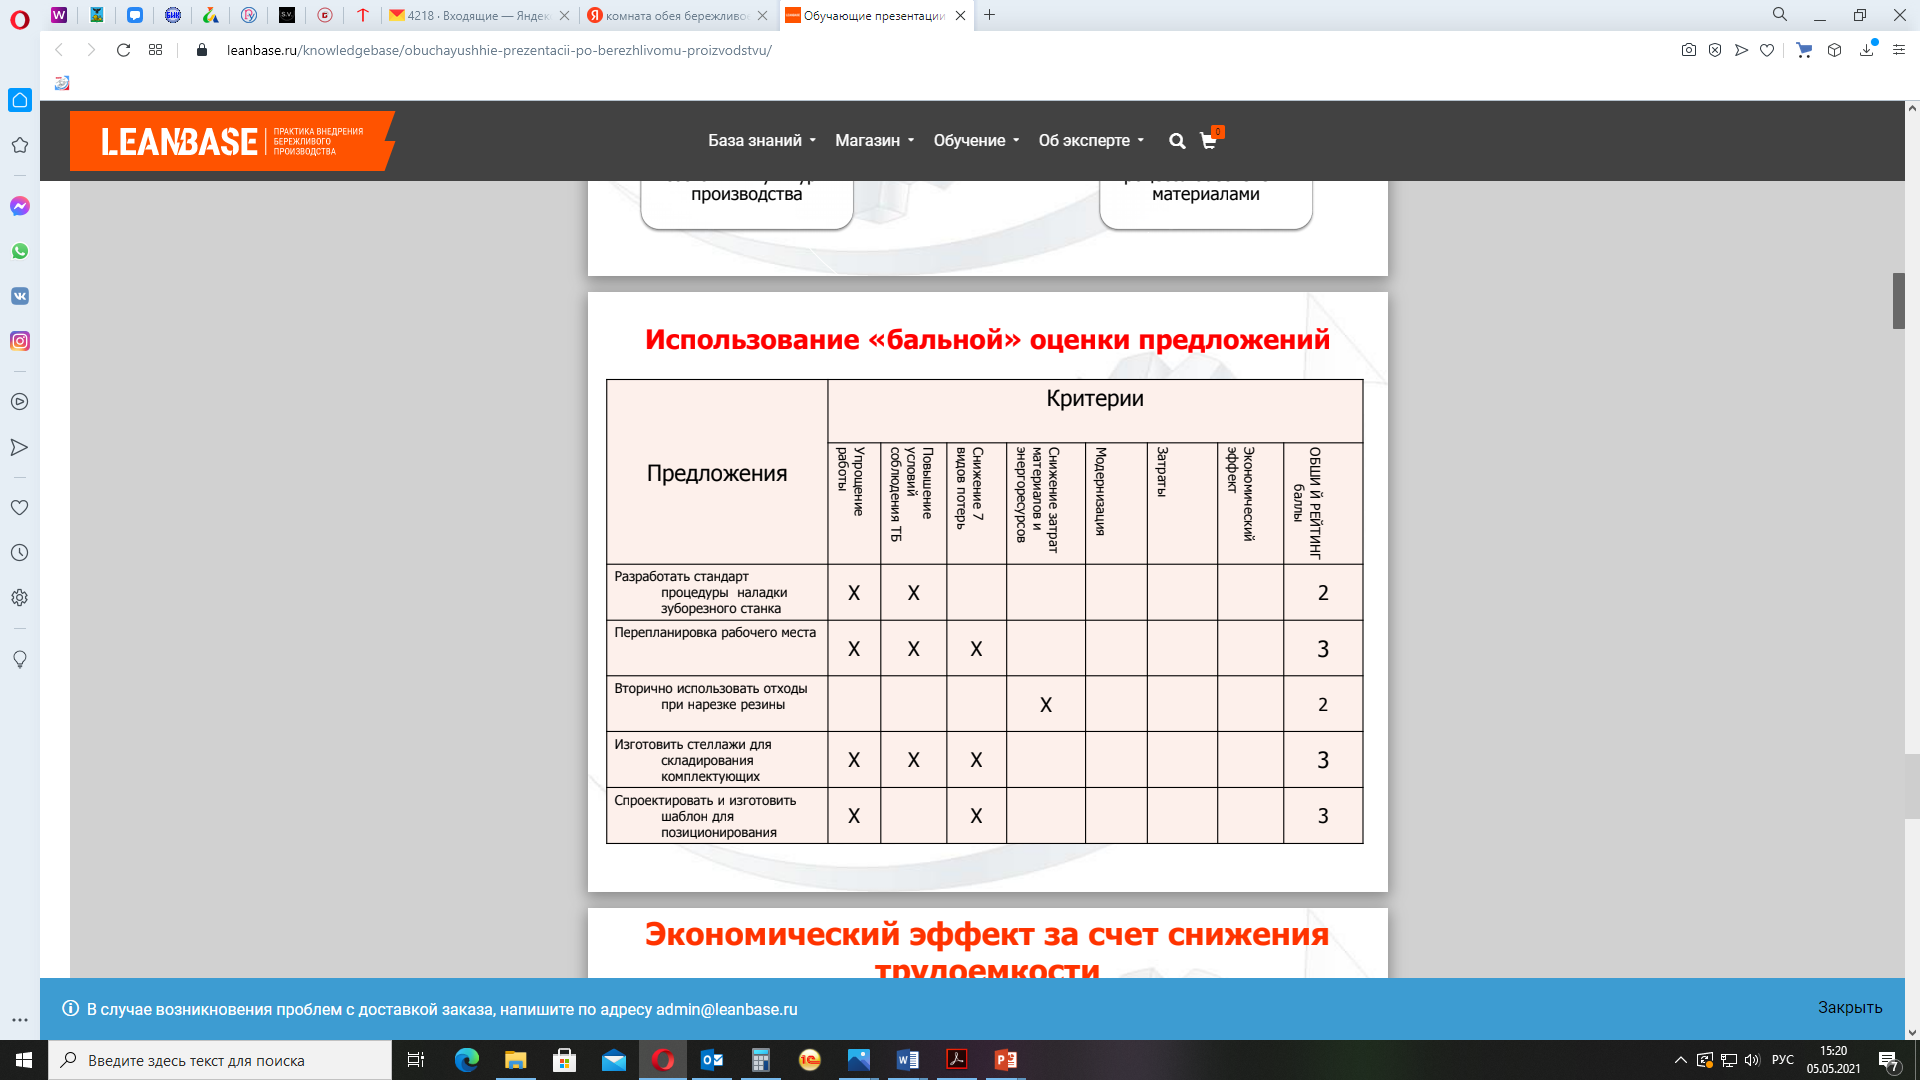 4218 · Входящие — Яндекс
комната обея бережливо
Обучающие презентации
leanbase.ru/knowledgebase/obuchayushhie-prezentacii-po-berezhlivomu-proizvodstvu/
LEANBASE
ПРАКТИКА ВНЕДРЕНИЯ
БЕРЕЖЛИВОГО
ПРОИЗВОДСТВА
База знаний
Магазин
Обучение
Об эксперте
0
производства
материалами
Использование «бальной» оценки предложений
Предложения
Критерии
Упрощение
работы
Повышение
условий
соблюдения ТБ
Снижение 7
видов потерь
Снижение затрат
материалов и
энергоресурсов
Модернизация
Затраты
Экономический
эффект
ОБШИ Й РЕЙТИНГ
баллы
Разработать стандарт
процедуры наладки
зуборезного станка
X X 2
Перепланировка рабочего места
X X X 3
Вторично использовать отходы
при нарезке резины
X 2
Изготовить стеллажи для
складирования
комплектующих
X X X 3
Спроектировать и изготовить
шаблон для
позиционирования
X X 3
Экономический эффект за счет снижения
трудоемкости
В случае возникновения проблем с доставкой заказа, напишите по адресу admin@leanbase.ru
Закрыть
Введите здесь текст для поиска
РУС
15:20
05.05.2021
7